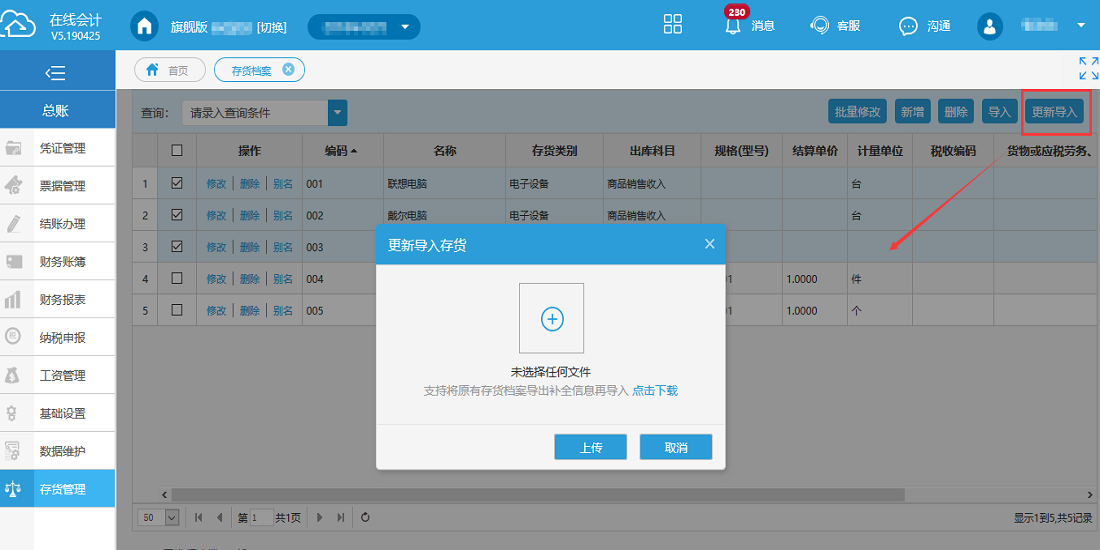 在线会计
V5.190425
旗舰版 [切换]
230
消息
客服
沟通
总账
凭证管理
票据管理
结账办理
财务账簿
财务报表
纳税申报
工资管理
基础设置
数据维护
存货管理
首页
存货档案
查询：
请录入查询条件
批量修改
新增
删除
导入
更新导入
操作 编码 名称 存货类别 出库科目 规格(型号) 结算单价 计量单位 税收编码 货物或应税劳务、
1 修改 删除 别名 001 联想电脑 电子设备 商品销售收入 台
2 修改 删除 别名 002 戴尔电脑 电子设备 商品销售收入 台
3 修改 删除 别名 003
4 修改 删除 别名 004 1.0000 件
5 修改 删除 别名 005 1.0000 个
更新导入存货
未选择任何文件
支持将原有存货档案导出补全信息再导入 点击下载
上传
取消
50 第 1 共1页
显示1到5,共5记录